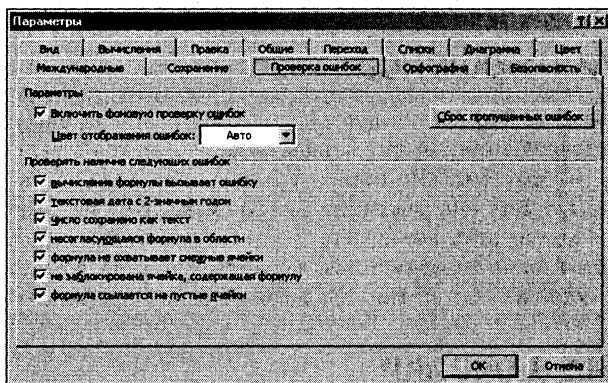 Параметры
Вид Вычисления Правка Общие Переход Списки Диаграмма Цвет
Международные Сохранение Проверка ошибок Орфография Безопасность
Параметры
Включить фоновую проверку ошибок
Сброс пропущенных ошибок
Цвет отображения ошибок: Авто
Проверять наличие следующих ошибок
вычисление формулы вызывает ошибку
текстовая дата с 2-значным годом
число сохранено как текст
несогласующаяся формула в области
формула не охватывает смежные ячейки
не заблокирована ячейка, содержащая формулу
формула ссылается на пустые ячейки
ОК Отмена